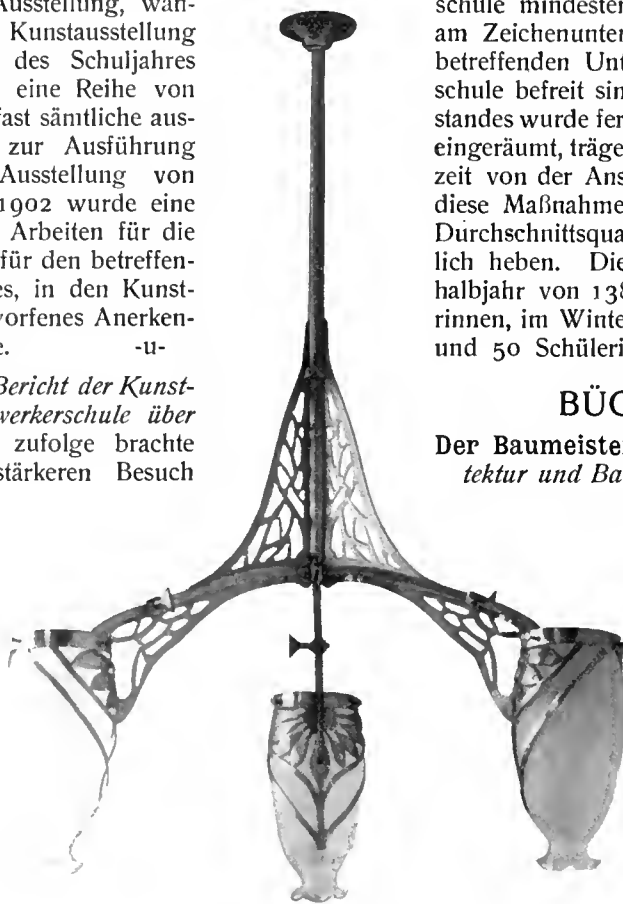 Ausstellung, wäh-
Kunstausstellung
des Schuljahres
eine Reihe von
fast sämtliche aus-
zur Ausführung
Ausstellung von
1902 wurde eine
Arbeiten für die
für den betreffen-
es, in den Kunst-
vorfenes Anerken-
e. -u-
Bericht der Kunst-
werkerschule über
zufolge brachte
stärkeren Besuch
schule mindesten
am Zeichenunter
betreffenden Unt
schule befreit sin
standes wurde fer
eingeräumt, träge
zeit von der Ans
diese Maßnahme
Durchschnittsqua
lich heben. Die
halbjahr von 138
rinnen, im Winte
und 50 Schüleri
BÜC
Der Baumeister
tektur und Ba